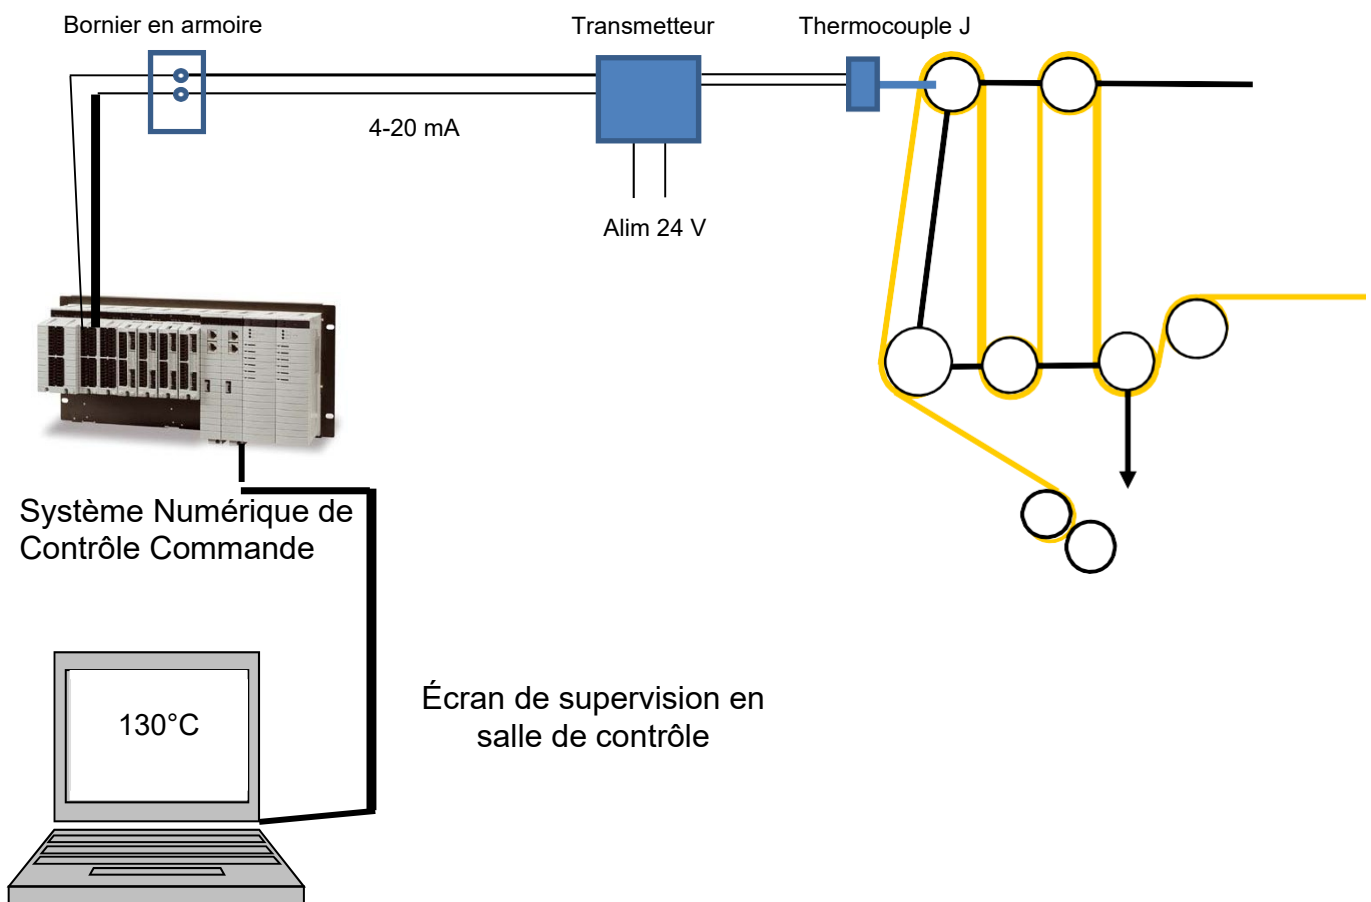 Bornier en armoire
Transmetteur
Thermocouple J
4-20 mA
Alim 24 V
Système Numérique de
Contrôle Commande
130°C
Écran de supervision en
salle de contrôle